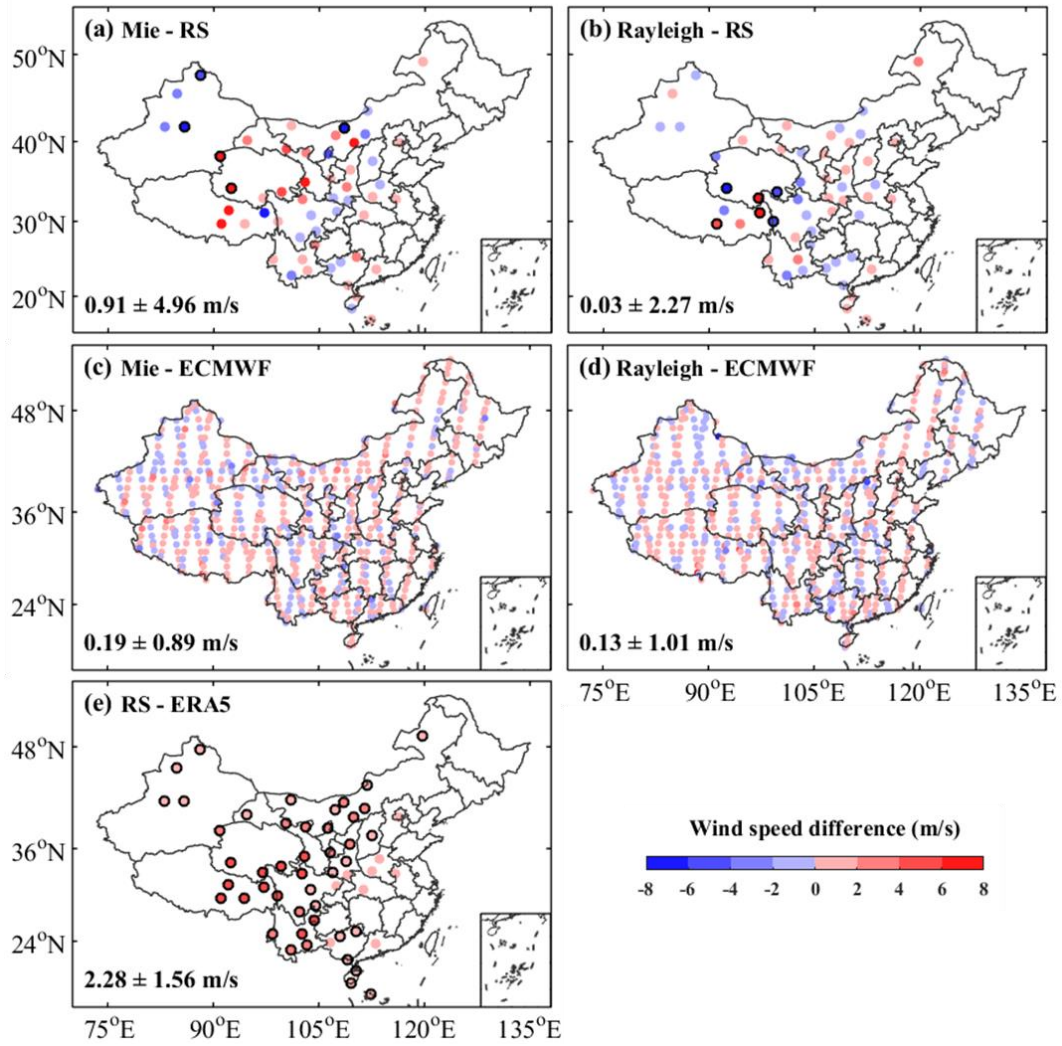 (a) Mie - RS
(b) Rayleigh - RS
50°N
40°N
30°N
20°N
0.91 ± 4.96 m/s
0.03 ± 2.27 m/s
(c) Mie - ECMWF
(d) Rayleigh - ECMWF
48°N
36°N
24°N
0.19 ± 0.89 m/s
0.13 ± 1.01 m/s
75°E 90°E 105°E 120°E 135°E
(e) RS - ERA5
48°N
36°N
24°N
2.28 ± 1.56 m/s
75°E 90°E 105°E 120°E 135°E
Wind speed difference (m/s)
-8 -6 -4 -2 0 2 4 6 8